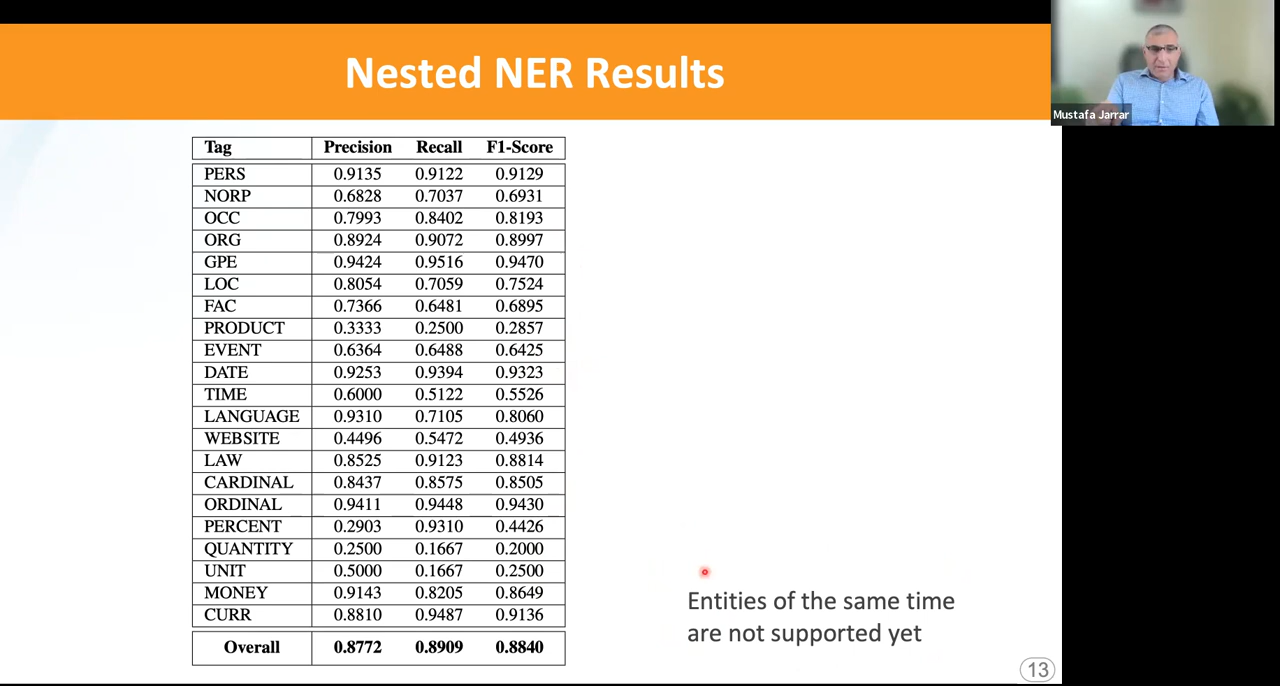 Nested NER Results
Mustafa Jarrar
Tag Precision Recall F1-Score
PERS 0.9135 0.9122 0.9129
NORP 0.6828 0.7037 0.6931
OCC 0.7993 0.8402 0.8193
ORG 0.8924 0.9072 0.8997
GPE 0.9424 0.9516 0.9470
LOC 0.8054 0.7059 0.7524
FAC 0.7366 0.6481 0.6895
PRODUCT 0.3333 0.2500 0.2857
EVENT 0.6364 0.6488 0.6425
DATE 0.9253 0.9394 0.9323
TIME 0.6000 0.5122 0.5526
LANGUAGE 0.9310 0.7105 0.8060
WEBSITE 0.4496 0.5472 0.4936
LAW 0.8525 0.9123 0.8814
CARDINAL 0.8437 0.8575 0.8505
ORDINAL 0.9411 0.9448 0.9430
PERCENT 0.2903 0.9310 0.4426
QUANTITY 0.2500 0.1667 0.2000
UNIT 0.5000 0.1667 0.2500
MONEY 0.9143 0.8205 0.8649
CURR 0.8810 0.9487 0.9136
Overall 0.8772 0.8909 0.8840
Entities of the same time
are not supported yet
13